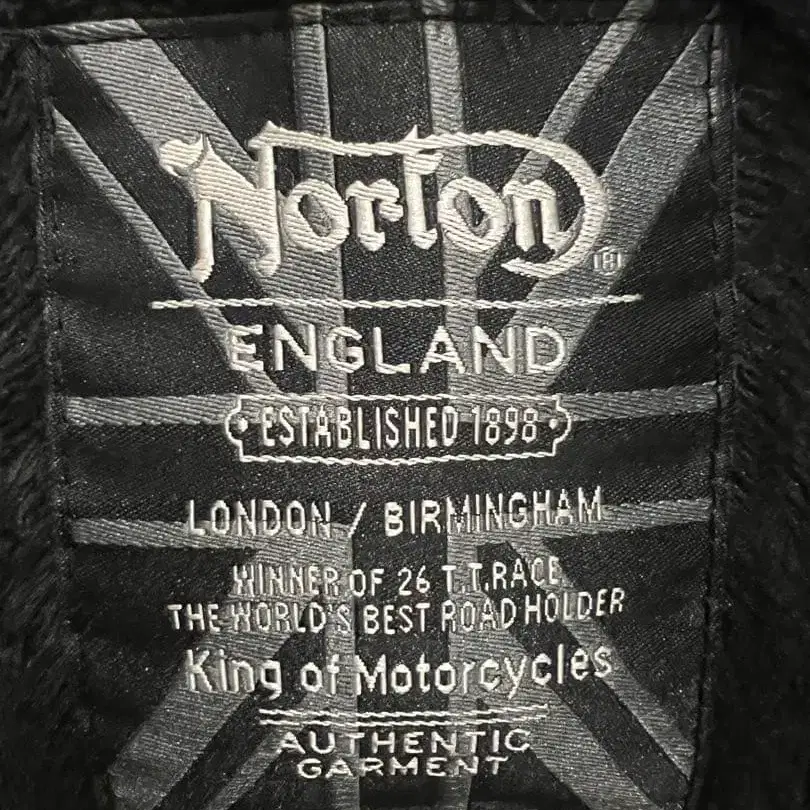 Norton®
ENGLAND
ESTABLISHED 1898
LONDON / BIRMINGHAM
WINNER OF 26 T.T.RACE
THE WORLD'S BEST ROAD HOLDER
King of Motorcycles
AUTHENTIC
GARMENT